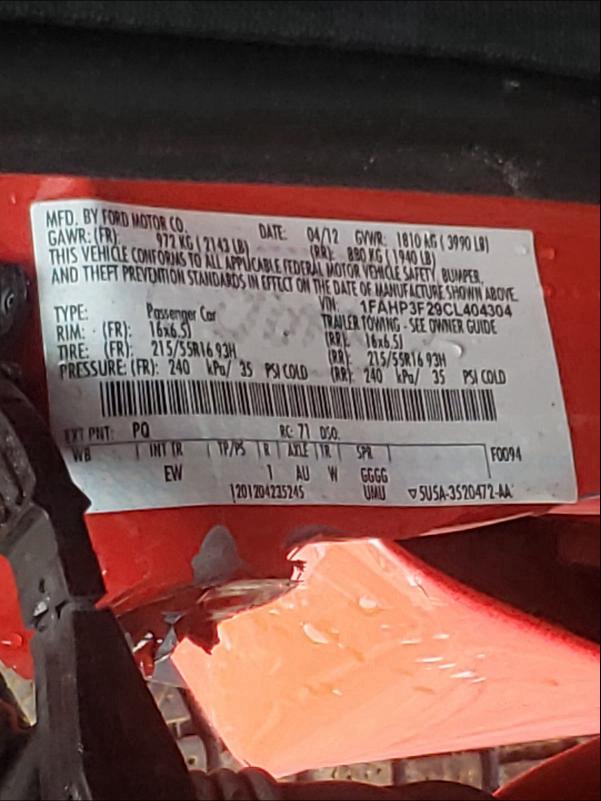 MFD. BY FORD MOTOR CO. DATE: 04/12 GVWR: 1810 KG ( 3990 LB)
GAWR: (FR): 972 KG ( 2143 LB) (RR): 880 KG ( 1940 LB)
THIS VEHICLE CONFORMS TO ALL APPLICABLE FEDERAL MOTOR VEHICLE SAFETY, BUMPER,
AND THEFT PREVENTION STANDARDS IN EFFECT ON THE DATE OF MANUFACTURE SHOWN ABOVE.
VIN: 1FAHP3F29CL404304
TYPE: Passenger Car TRAILER TOWING - SEE OWNER GUIDE
RIM: (FR): 16x6.5J (RR): 16x6.5J
TIRE: (FR): 215/55R16 93H (RR): 215/55R16 93H
PRESSURE: (FR): 240 kPa/ 35 PSI COLD (RR): 240 kPa/ 35 PSI COLD
EXT PNT: PQ RC: 71 DSO:
WB | INT TR | TP/PS | R | AXLE | TR | SPR | F0094
EW 1 AU W GGGG
1201204235245 UMU ▽5U5A-3520472-AA